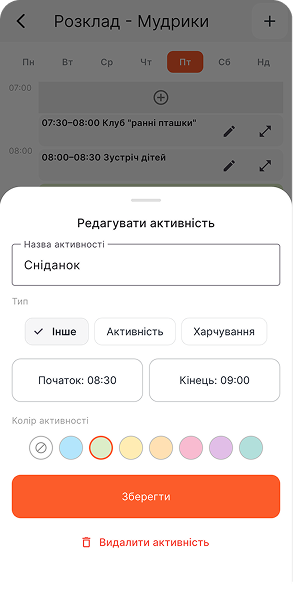 Розклад - Мудрики
Пн Вт Ср Чт Пт Сб Нд
07:00
07:30–08:00 Клуб "ранні пташки"
08:00
08:00–08:30 Зустріч дітей
Редагувати активність
Назва активності
Сніданок
Тип
Інше Активність Харчування
Початок: 08:30 Кінець: 09:00
Колір активності
Зберегти
Видалити активність